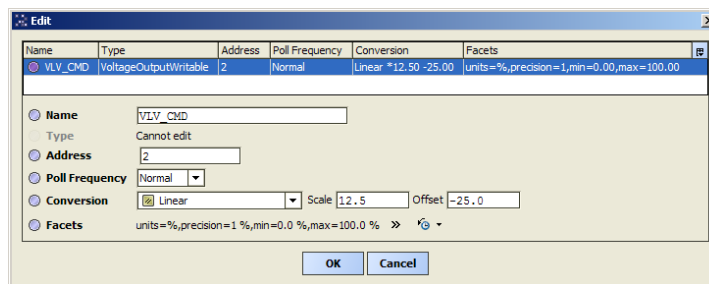 Edit
Name Type Address Poll Frequency Conversion Facets
VLV_CMD VoltageOutputWritable 2 Normal Linear *12.50 -25.00 units=%,precision=1,min=0.00,max=100.00
Name VLV_CMD
Type Cannot edit
Address 2
Poll Frequency Normal
Conversion Linear Scale 12.5 Offset -25.0
Facets units=%,precision=1 %,min=0.0 %,max=100.0 % »
OK Cancel